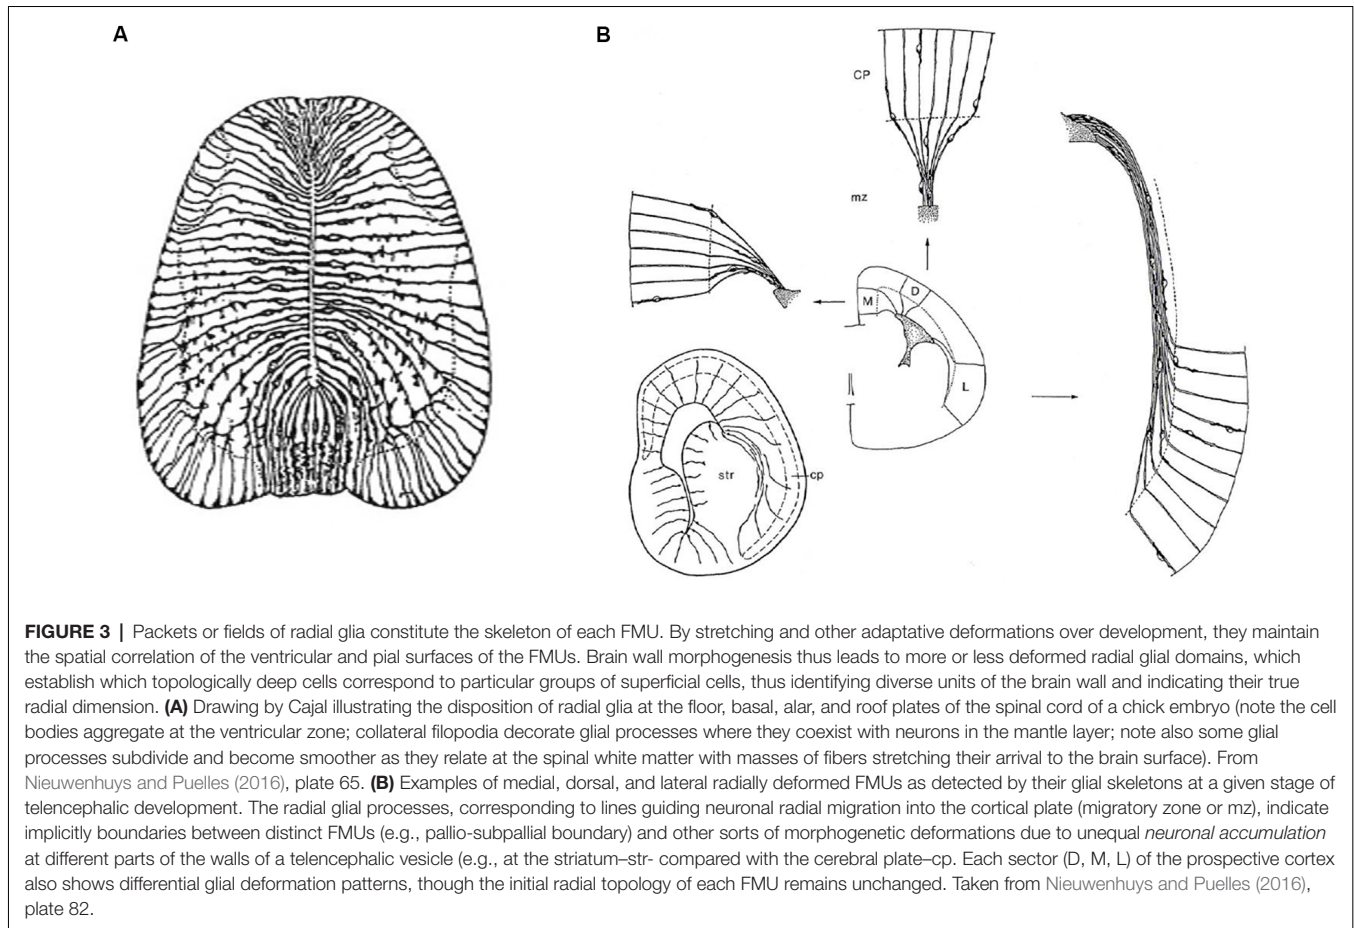 A
B
CP
mz
M
D
L
str
cp
FIGURE 3 | Packets or fields of radial glia constitute the skeleton of each FMU. By stretching and other adaptative deformations over development, they maintain
the spatial correlation of the ventricular and pial surfaces of the FMUs. Brain wall morphogenesis thus leads to more or less deformed radial glial domains, which
establish which topologically deep cells correspond to particular groups of superficial cells, thus identifying diverse units of the brain wall and indicating their true
radial dimension. (A) Drawing by Cajal illustrating the disposition of radial glia at the floor, basal, alar, and roof plates of the spinal cord of a chick embryo (note the cell
bodies aggregate at the ventricular zone; collateral filopodia decorate glial processes where they coexist with neurons in the mantle layer; note also some glial
processes subdivide and become smoother as they relate at the spinal white matter with masses of fibers stretching their arrival to the brain surface). From
Nieuwenhuys and Puelles (2016), plate 65. (B) Examples of medial, dorsal, and lateral radially deformed FMUs as detected by their glial skeletons at a given stage of
telencephalic development. The radial glial processes, corresponding to lines guiding neuronal radial migration into the cortical plate (migratory zone or mz), indicate
implicitly boundaries between distinct FMUs (e.g., pallio-subpallial boundary) and other sorts of morphogenetic deformations due to unequal neuronal accumulation
at different parts of the walls of a telencephalic vesicle (e.g., at the striatum–str- compared with the cerebral plate–cp. Each sector (D, M, L) of the prospective cortex
also shows differential glial deformation patterns, though the initial radial topology of each FMU remains unchanged. Taken from Nieuwenhuys and Puelles (2016),
plate 82.